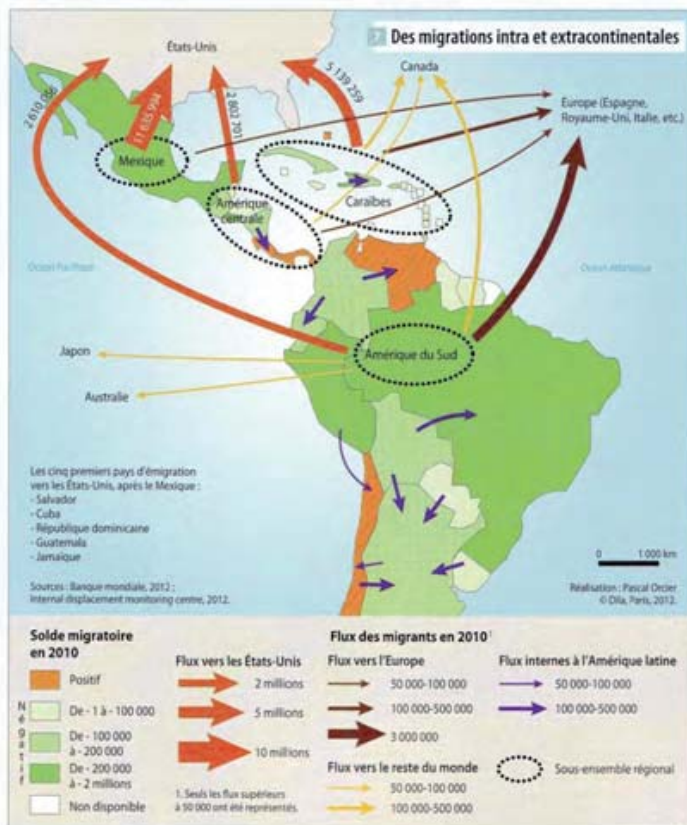 Des migrations intra et extracontinentales
États-Unis
Canada
2 610 066
11 635 994
2 802 701
5 139 259
Europe (Espagne,
Royaume-Uni, Italie, etc.)
Mexique
Amérique
centrale
Caraïbes
Océan Pacifique
Océan Atlantique
Japon
Amérique du Sud
Australie
Les cinq premiers pays d'émigration
vers les États-Unis, après le Mexique :
- Salvador
- Cuba
- République dominicaine
- Guatemala
- Jamaïque
0 1 000 km
Sources : Banque mondiale, 2012 ;
Internal displacement monitoring centre, 2012.
Réalisation : Pascal Orcier
© Dila, Paris, 2012.
Solde migratoire
en 2010
Positif
Négatif
De - 1 à - 100 000
De - 100 000
à - 200 000
De - 200 000
à - 2 millions
Non disponible
Flux des migrants en 2010¹
Flux vers les États-Unis
2 millions
5 millions
10 millions
1. Seuls les flux supérieurs
à 50 000 ont été représentés.
Flux vers l'Europe
50 000-100 000
100 000-500 000
3 000 000
Flux vers le reste du monde
50 000-100 000
100 000-500 000
Flux internes à l'Amérique latine
50 000-100 000
100 000-500 000
Sous-ensemble régional